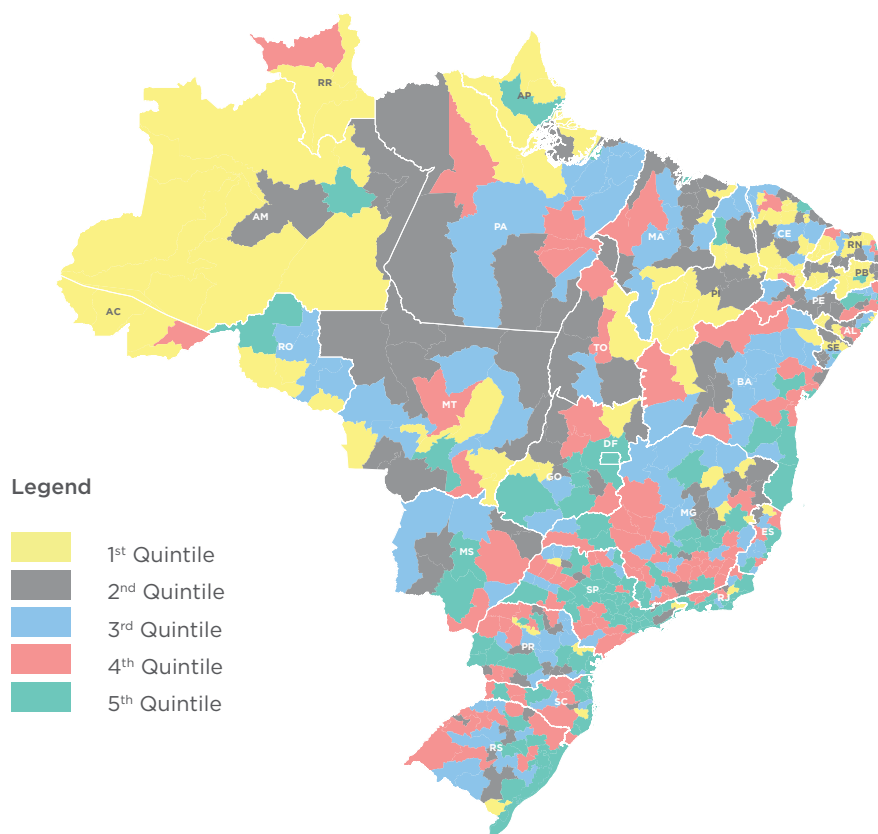 RR
AP
AM
PA
MA
CE
RN
PB
PI
PE
AC
AL
RO
TO
SE
BA
MT
DF
Legend
GO
MG
1st Quintile
ES
MS
2nd Quintile
SP
RJ
3rd Quintile
PR
4th Quintile
SC
5th Quintile
RS